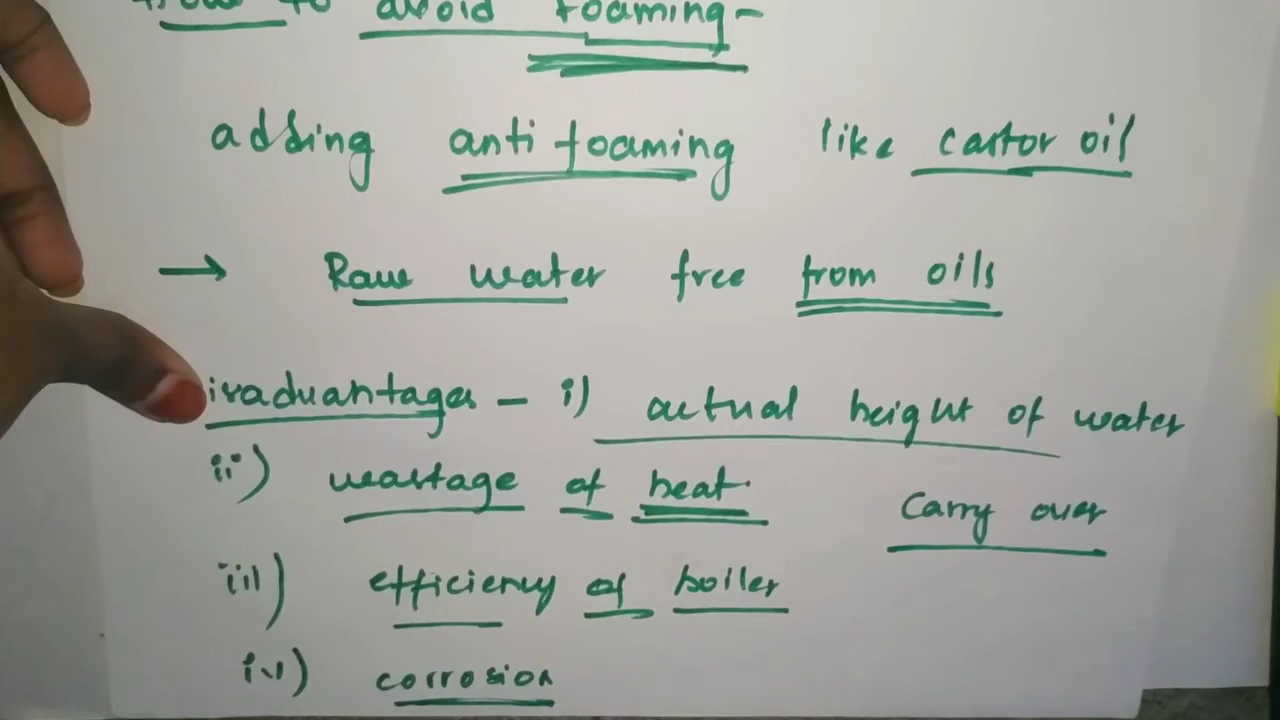 to avoid foaming-
adding anti foaming like castor oil
→ Raw water free from oils
isadvantages - i) actual height of water
ii) wastage of heat.
carry over
iii) efficiency of boiler
iv) corrosion